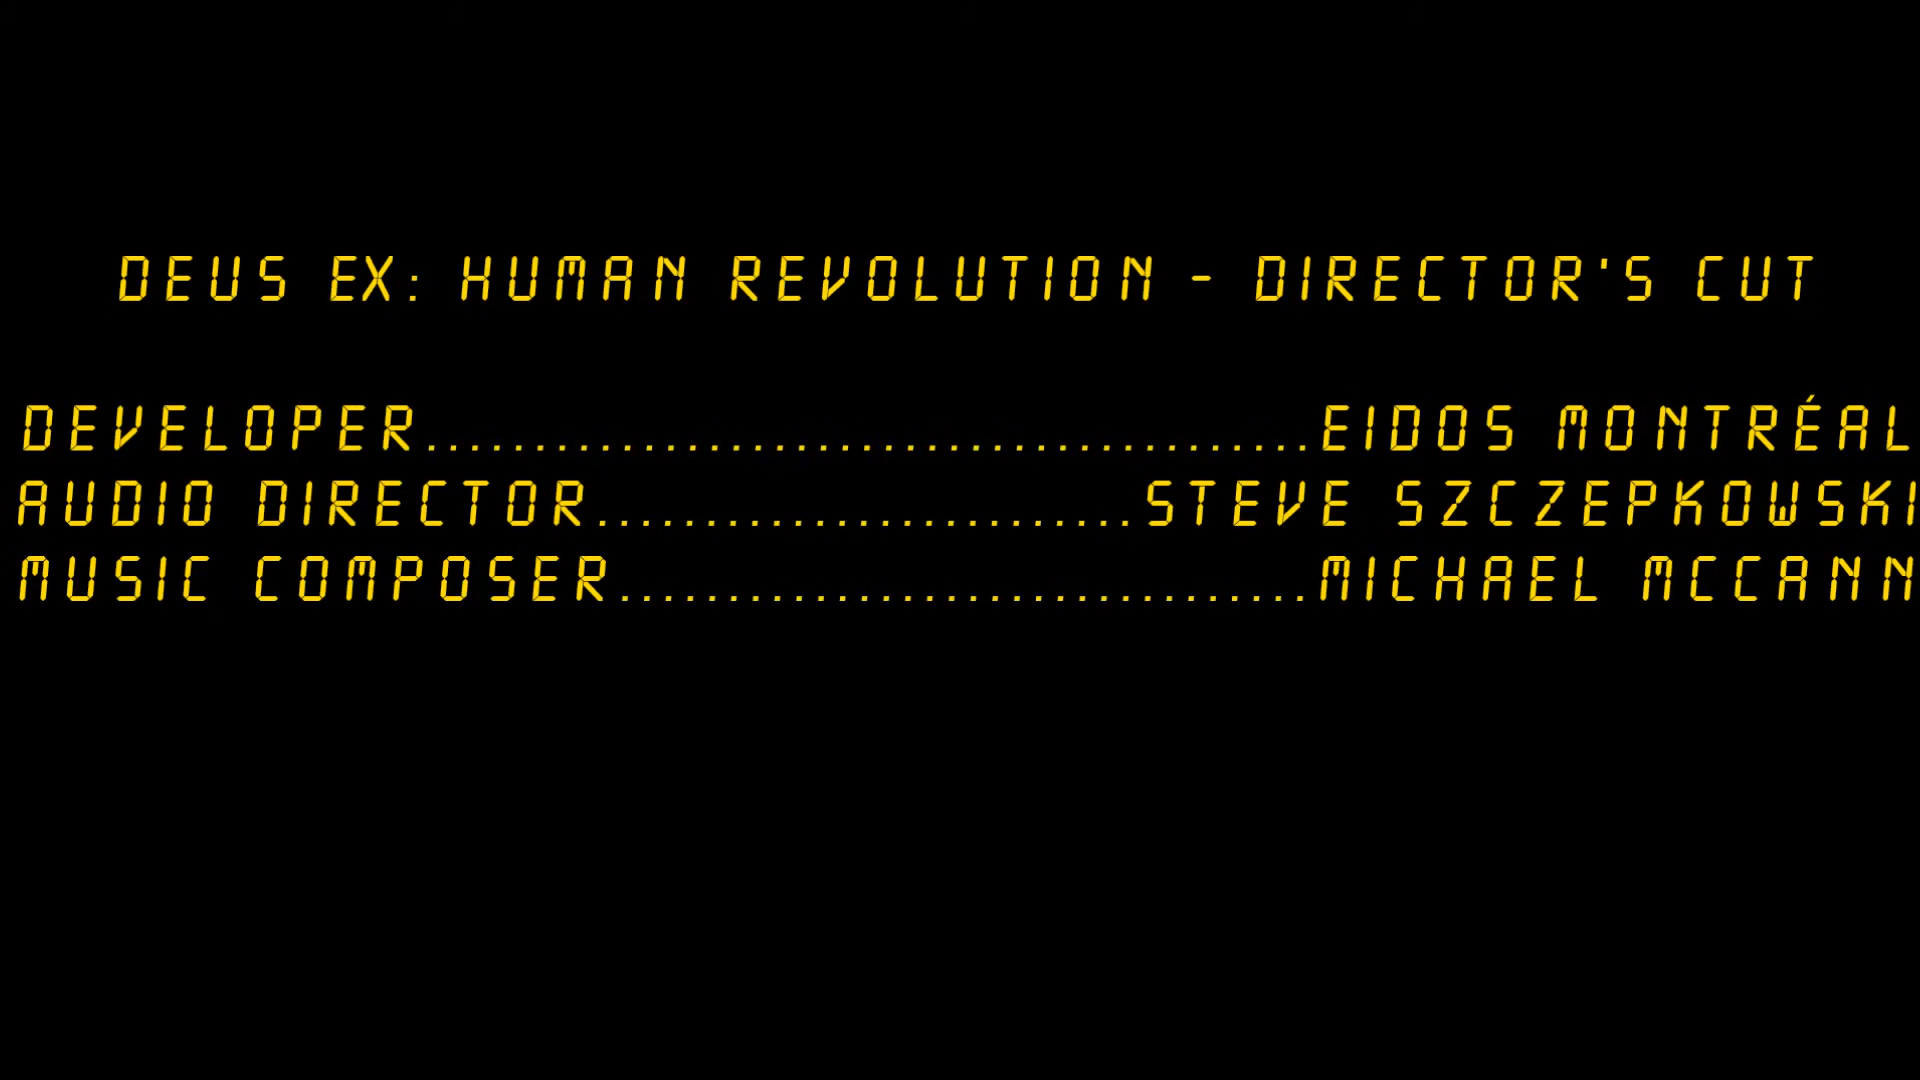 DEUS EX: HUMAN REVOLUTION - DIRECTOR'S CUT
DEVELOPER.................................................EIDOS MONTRÉAL
AUDIO DIRECTOR..............................STEVE SZCZEPKOWSKI
MUSIC COMPOSER......................................MICHAEL MCCANN